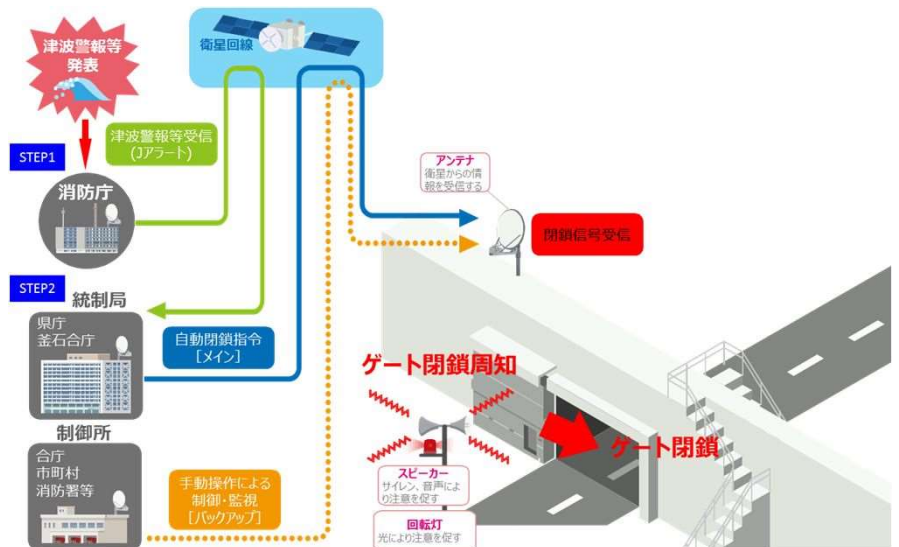 津波警報等
発表
衛星回線
津波警報等受信
(Jアラート)
STEP1
消防庁
アンテナ
衛星からの情
報を受信する
閉鎖信号受信
STEP2
統制局
県庁
釜石合庁
自動閉鎖指令
[メイン]
ゲート閉鎖周知
ゲート閉鎖
制御所
合庁
市町村
消防署等
手動操作による
制御・監視
[バックアップ]
スピーカー
サイレン、音声によ
り注意を促す
回転灯
光により注意を促す